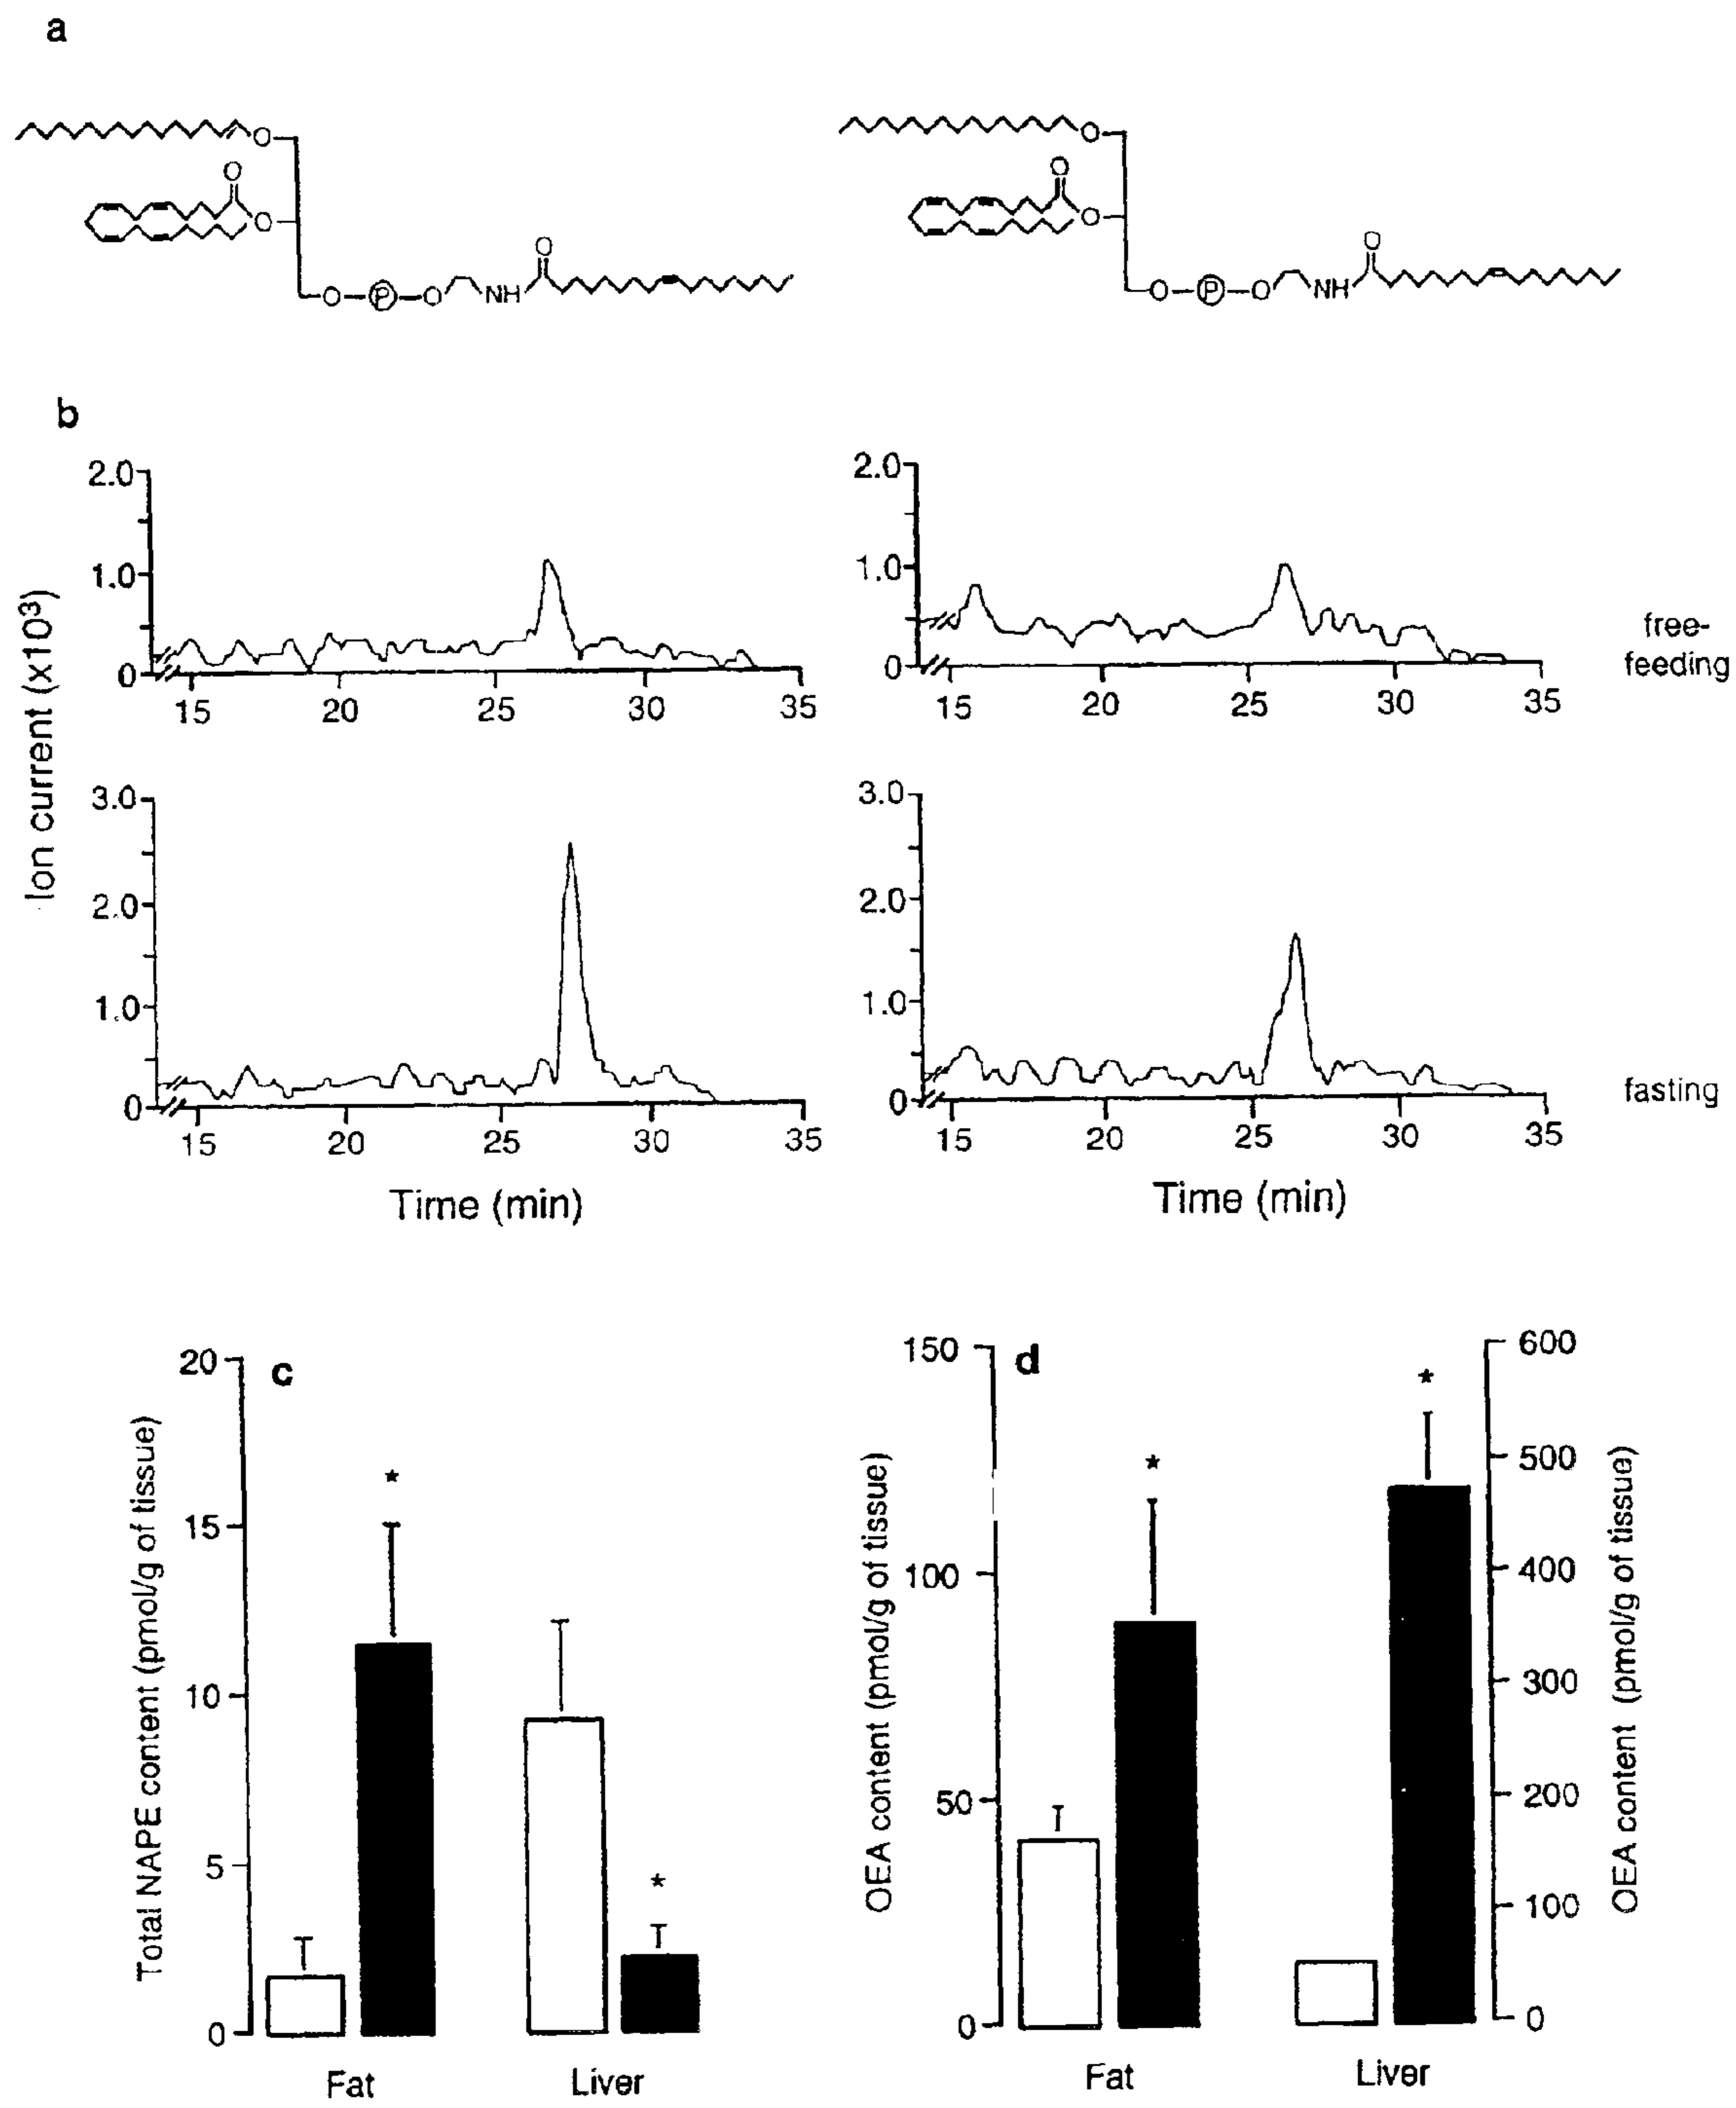 a
O
O
O
O
O
O
O
O P O NH
O P O NH
b
Ion current (x10³)
2.0
1.0
0
15 20 25 30 35
2.0
1.0
0
15 20 25 30 35
free-
feeding
3.0
2.0
1.0
0
15 20 25 30 35
Time (min)
3.0
2.0
1.0
0
15 20 25 30 35
Time (min)
fasting
c
Total NAPE content (pmol/g of tissue)
20
15
10
5
0
*
*
Fat Liver
d
OEA content (pmol/g of tissue)
150
100
50
0
*
*
Fat Liver
600
500
400
300
200
100
0
OEA content (pmol/g of tissue)